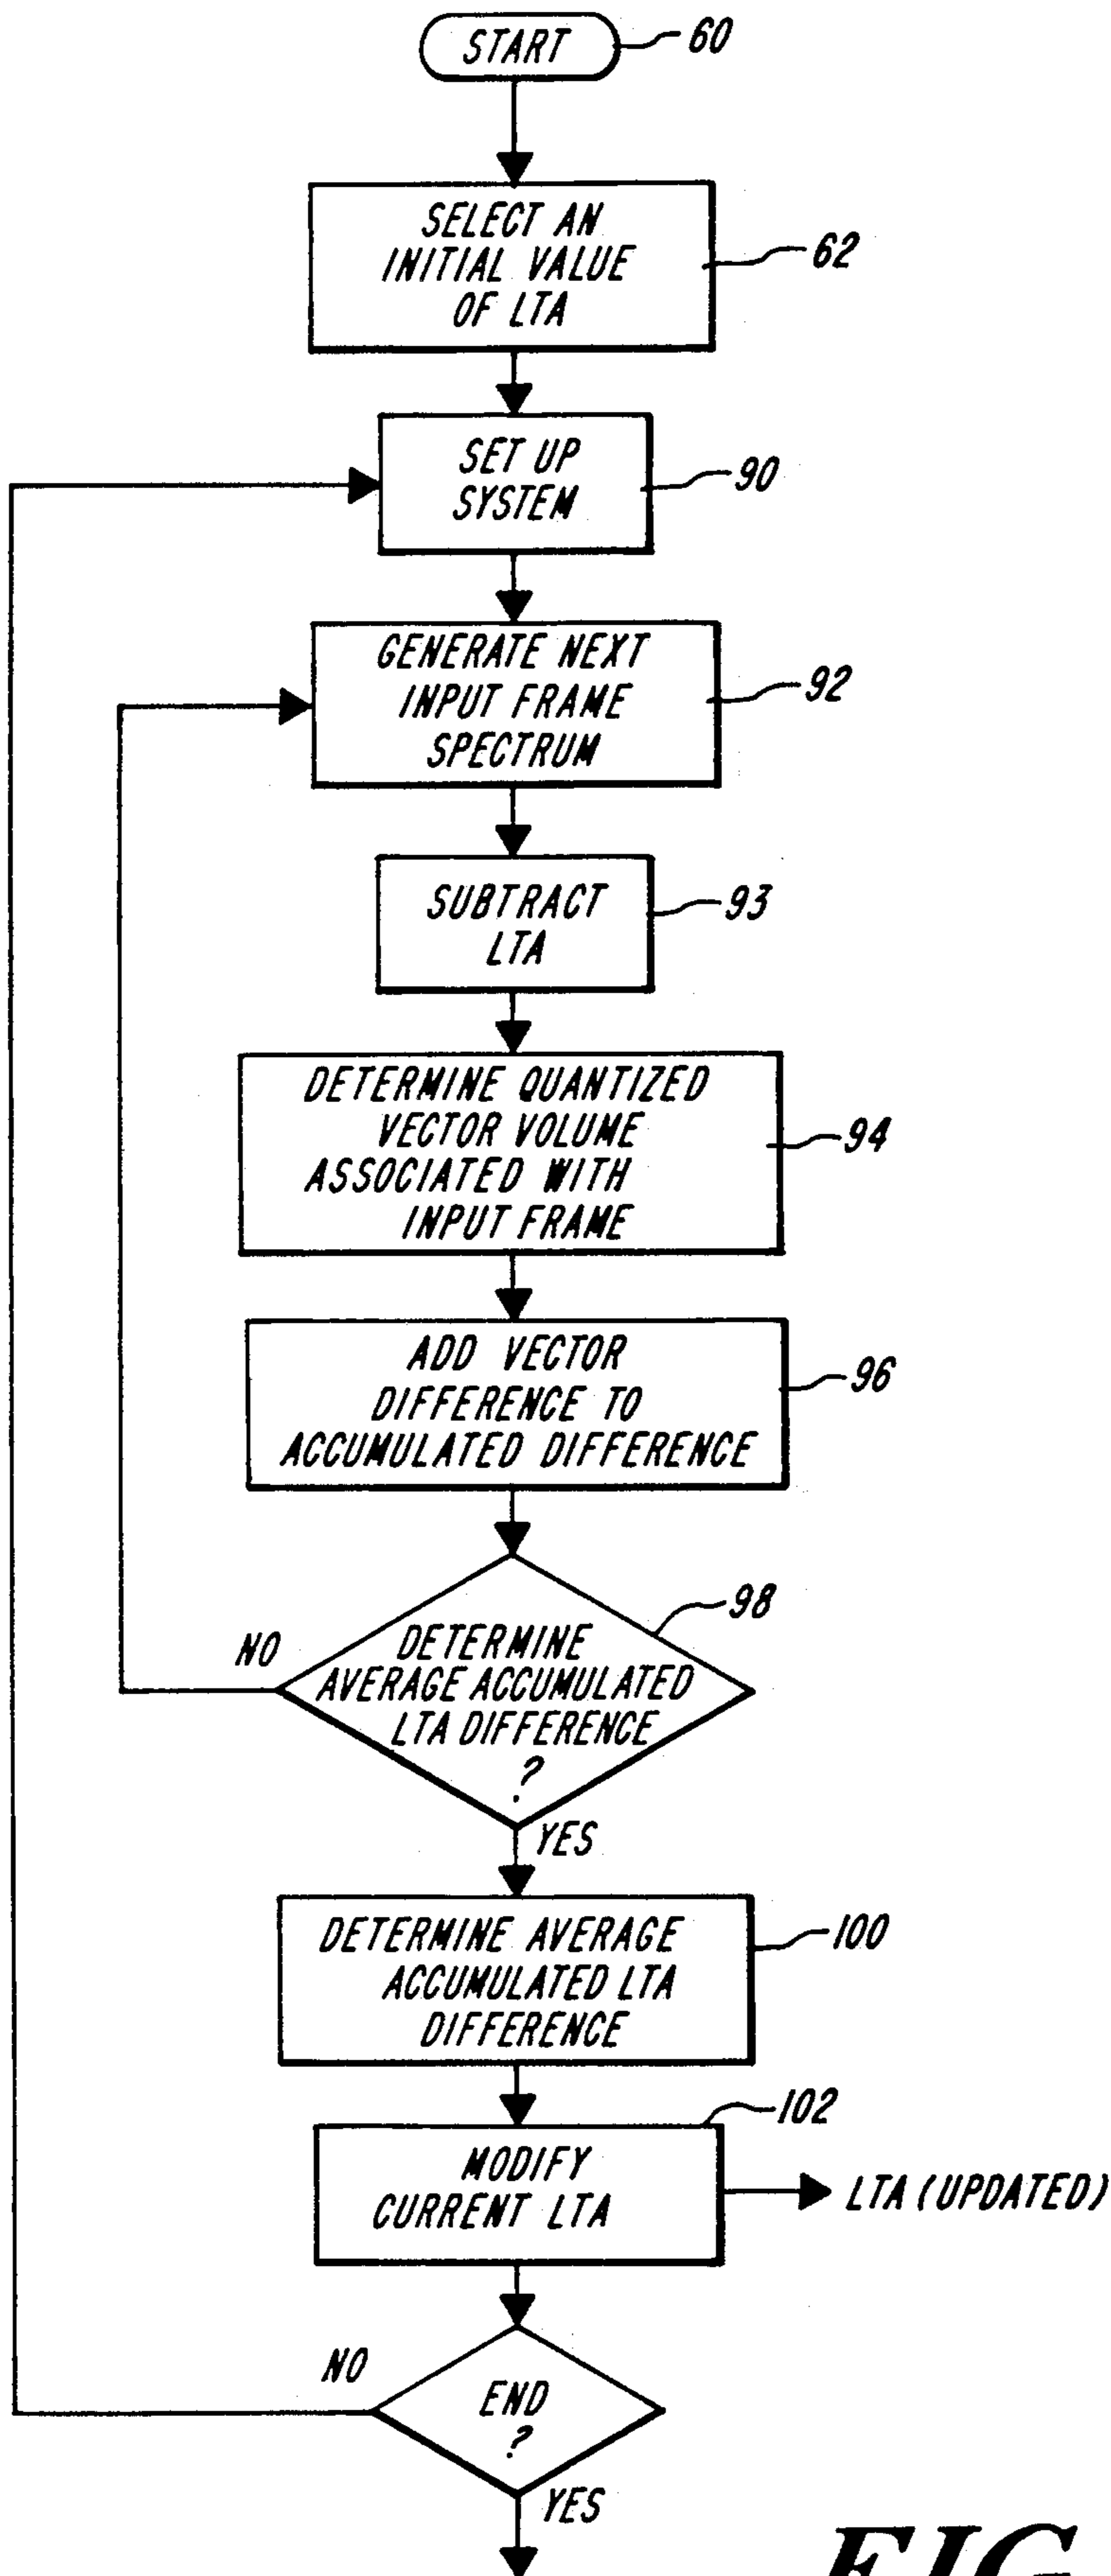 START
60
SELECT AN
INITIAL VALUE
OF LTA
62
SET UP
SYSTEM
90
GENERATE NEXT
INPUT FRAME
SPECTRUM
92
SUBTRACT
LTA
93
DETERMINE QUANTIZED
VECTOR VOLUME
ASSOCIATED WITH
INPUT FRAME
94
ADD VECTOR
DIFFERENCE TO
ACCUMULATED DIFFERENCE
96
98
NO
DETERMINE
AVERAGE ACCUMULATED
LTA DIFFERENCE
?
YES
DETERMINE AVERAGE
ACCUMULATED LTA
DIFFERENCE
100
102
MODIFY
CURRENT LTA
LTA (UPDATED)
NO
END
?
YES
FIG